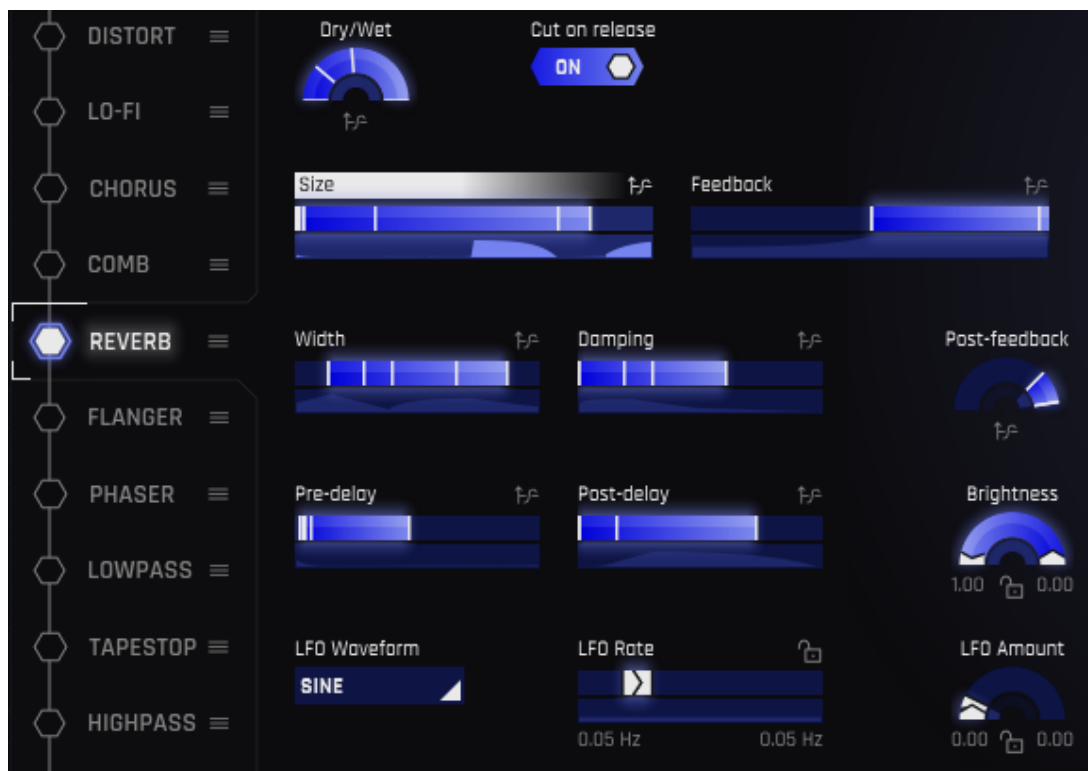 DISTORT
LO-FI
CHORUS
COMB
REVERB
FLANGER
PHASER
LOWPASS
TAPESTOP
HIGHPASS
Dry/Wet
Cut on release
ON
Size
Feedback
Width
Damping
Post-feedback
Pre-delay
Post-delay
Brightness
1.00 0.00
LFO Waveform
SINE
LFO Rate
0.05 Hz 0.05 Hz
LFO Amount
0.00 0.00